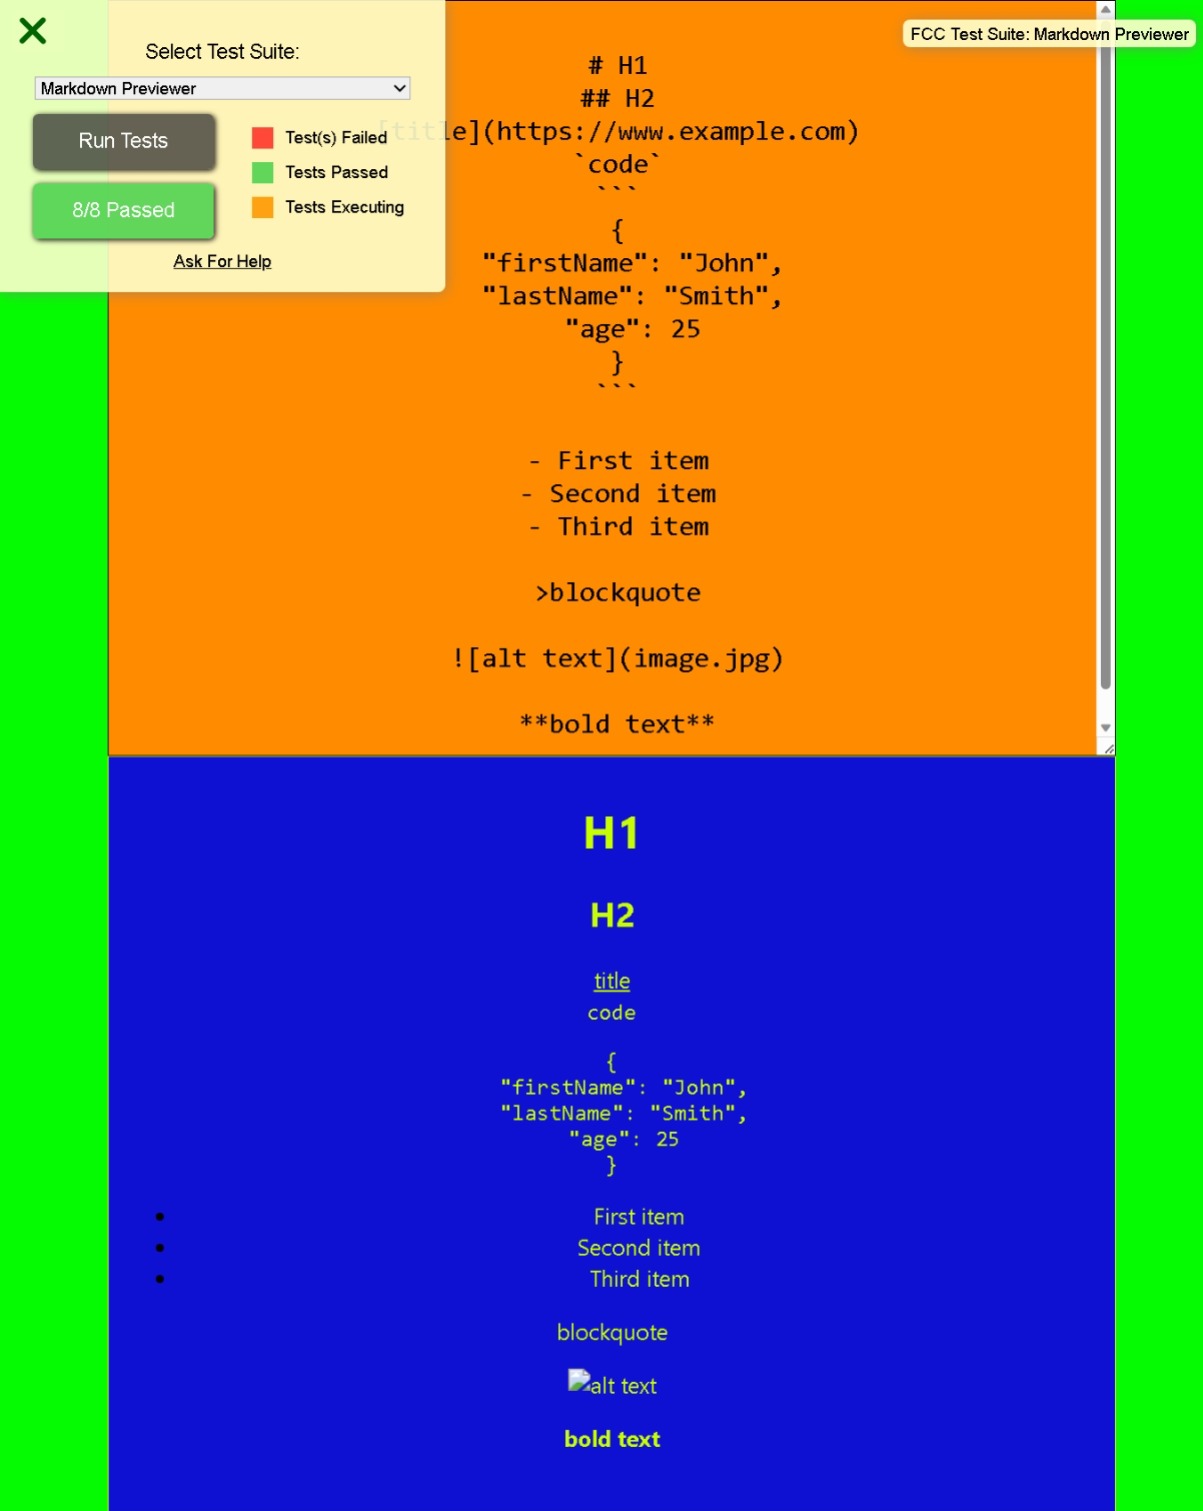 Select Test Suite:
Markdown Previewer
Run Tests
8/8 Passed
Test(s) Failed
Tests Passed
Tests Executing
Ask For Help
FCC Test Suite: Markdown Previewer
# H1
## H2
[title](https://www.example.com)
`code`
```
{
"firstName": "John",
"lastName": "Smith",
"age": 25
}
```
- First item
- Second item
- Third item
>blockquote
![alt text](image.jpg)
**bold text**
H1
H2
title
code
{
"firstName": "John",
"lastName": "Smith",
"age": 25
}
First item
Second item
Third item
blockquote
alt text
bold text